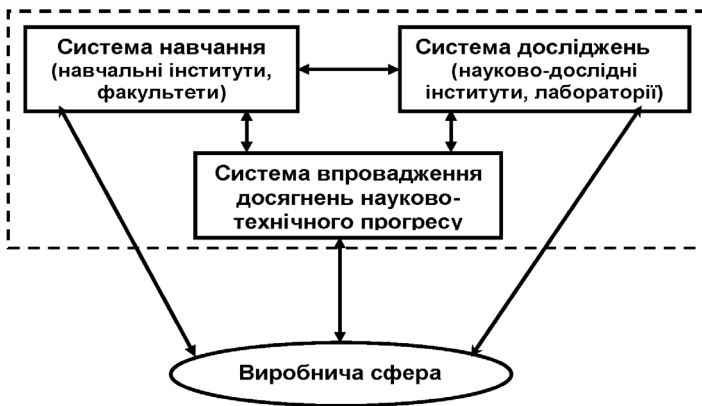 Система навчання
(навчальні інститути,
факультети)
Система досліджень
(науково-дослідні
інститути, лабораторії)
Система впровадження
досягнень науково-
технічного прогресу
Виробнича сфера